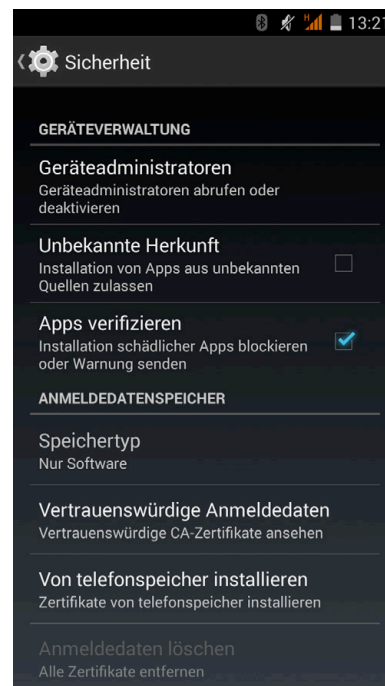 H
13:21
Sicherheit
GERÄTEVERWALTUNG
Geräteadministratoren
Geräteadministratoren abrufen oder
deaktivieren
Unbekannte Herkunft
Installation von Apps aus unbekannten
Quellen zulassen
Apps verifizieren
Installation schädlicher Apps blockieren
oder Warnung senden
ANMELDEDATENSPEICHER
Speichertyp
Nur Software
Vertrauenswürdige Anmeldedaten
Vertrauenswürdige CA-Zertifikate ansehen
Von telefonspeicher installieren
Zertifikate von telefonspeicher installieren
Anmeldedaten löschen
Alle Zertifikate entfernen